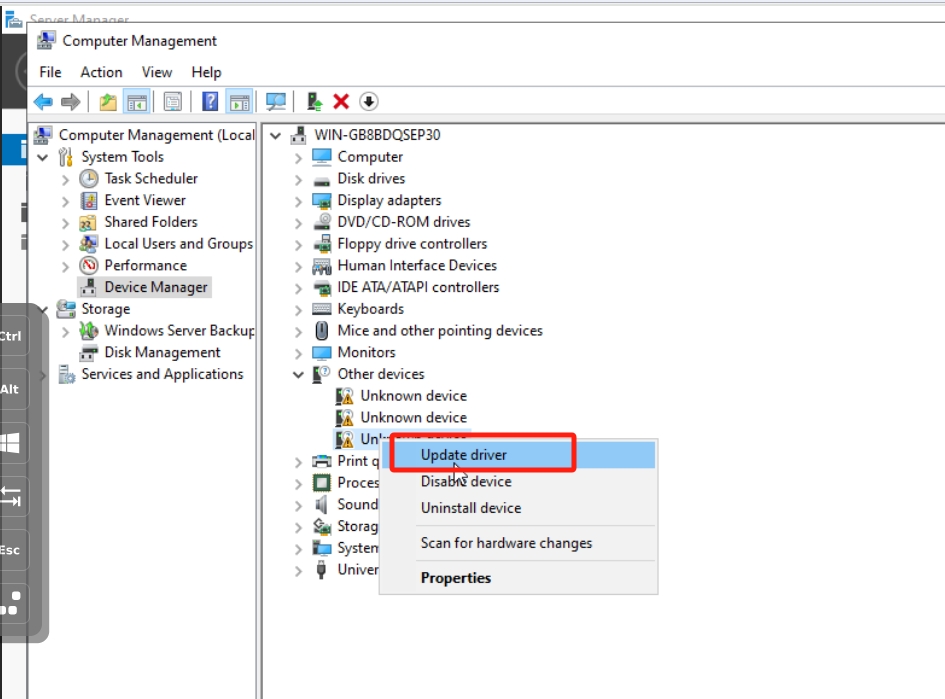 Server Manager
Computer Management
File Action View Help
Computer Management (Local
System Tools
Task Scheduler
Event Viewer
Shared Folders
Local Users and Groups
Performance
Device Manager
Storage
Windows Server Backup
Disk Management
Services and Applications
WIN-GB8BDQSEP30
Computer
Disk drives
Display adapters
DVD/CD-ROM drives
Floppy drive controllers
Human Interface Devices
IDE ATA/ATAPI controllers
Keyboards
Mice and other pointing devices
Monitors
Other devices
Unknown device
Unknown device
Unknown device
Print q
Proces
Sound
Storag
System
Univer
Update driver
Disable device
Uninstall device
Scan for hardware changes
Properties
Ctrl
Alt
Esc